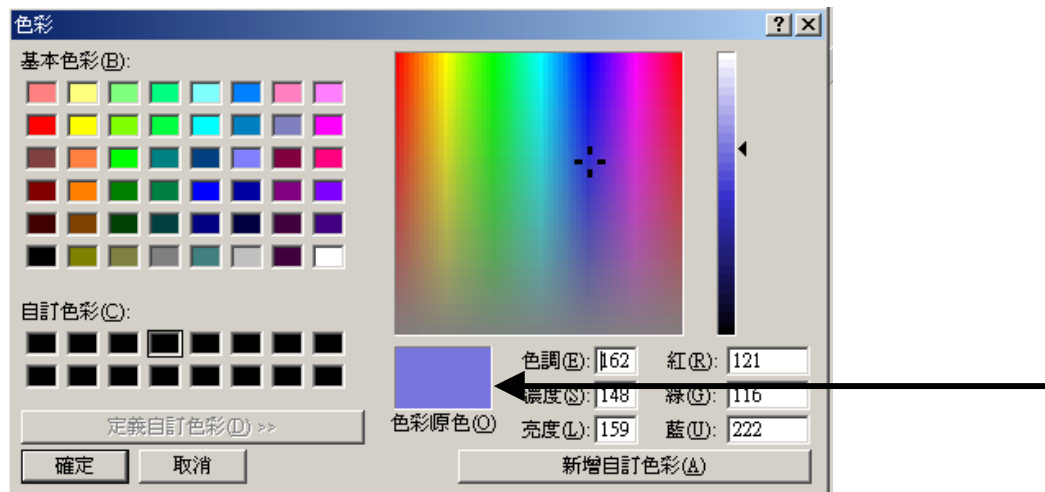 色彩
基本色彩(B):
自訂色彩(C):
色調(E): 162 紅(R): 121
濃度(S): 148 綠(G): 116
色彩原色(O) 亮度(L): 159 藍(U): 222
定義自訂色彩(D) >>
確定 取消 新增自訂色彩(A)